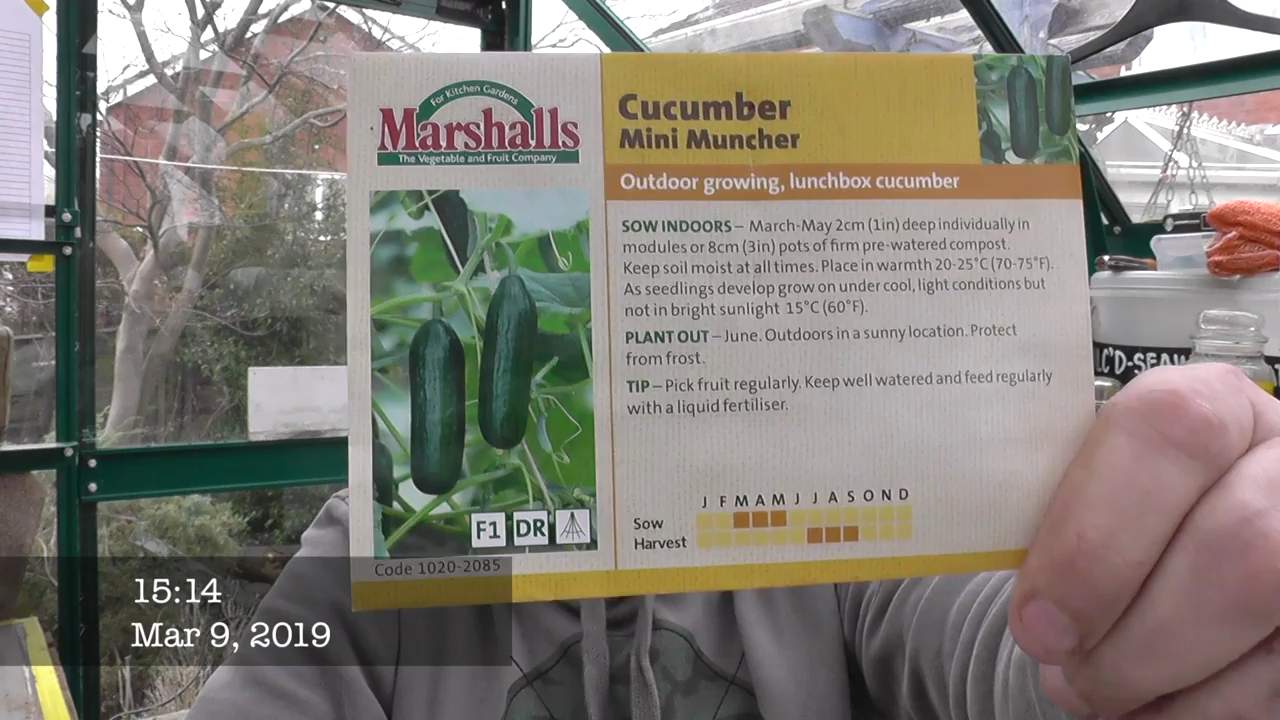 For Kitchen Gardens
Marshalls
The Vegetable and Fruit Company
F1 DR
Code 1020-2085
Cucumber
Mini Muncher
Outdoor growing, lunchbox cucumber
SOW INDOORS – March-May 2cm (1in) deep individually in
modules or 8cm (3in) pots of firm pre-watered compost.
Keep soil moist at all times. Place in warmth 20-25°C (70-75°F).
As seedlings develop grow on under cool, light conditions but
not in bright sunlight 15°C (60°F).
PLANT OUT – June. Outdoors in a sunny location. Protect
from frost.
TIP – Pick fruit regularly. Keep well watered and feed regularly
with a liquid fertiliser.
J F M A M J J A S O N D
Sow
Harvest
15:14
Mar 9, 2019